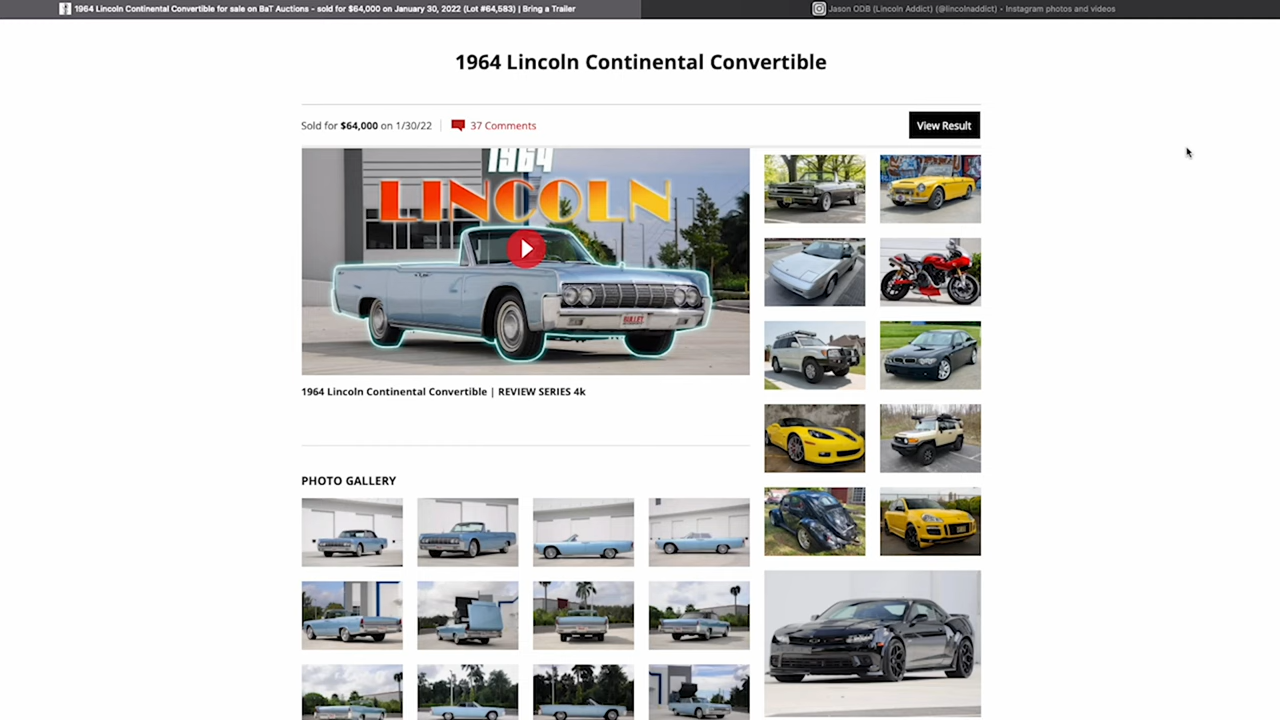 1964 Lincoln Continental Convertible for sale on BaT Auctions - sold for $64,000 on January 30, 2022 (Lot #64,583) | Bring a Trailer
Jason ODB (Lincoln Addict) (@lincolnaddict) • Instagram photos and videos
1964 Lincoln Continental Convertible
Sold for $64,000 on 1/30/22
37 Comments
View Result
1964
LINCOLN
BULLET
1964 Lincoln Continental Convertible | REVIEW SERIES 4k
PHOTO GALLERY